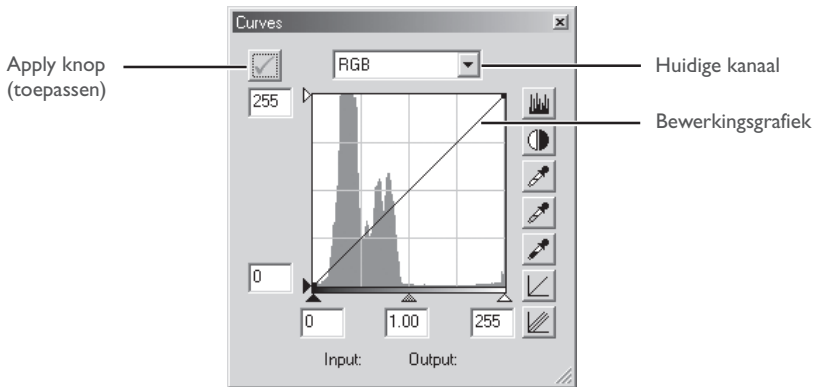 Curves
Apply knop
(toepassen)
RGB
Huidige kanaal
255
Bewerkingsgrafiek
0
0
1.00
255
Input:
Output: